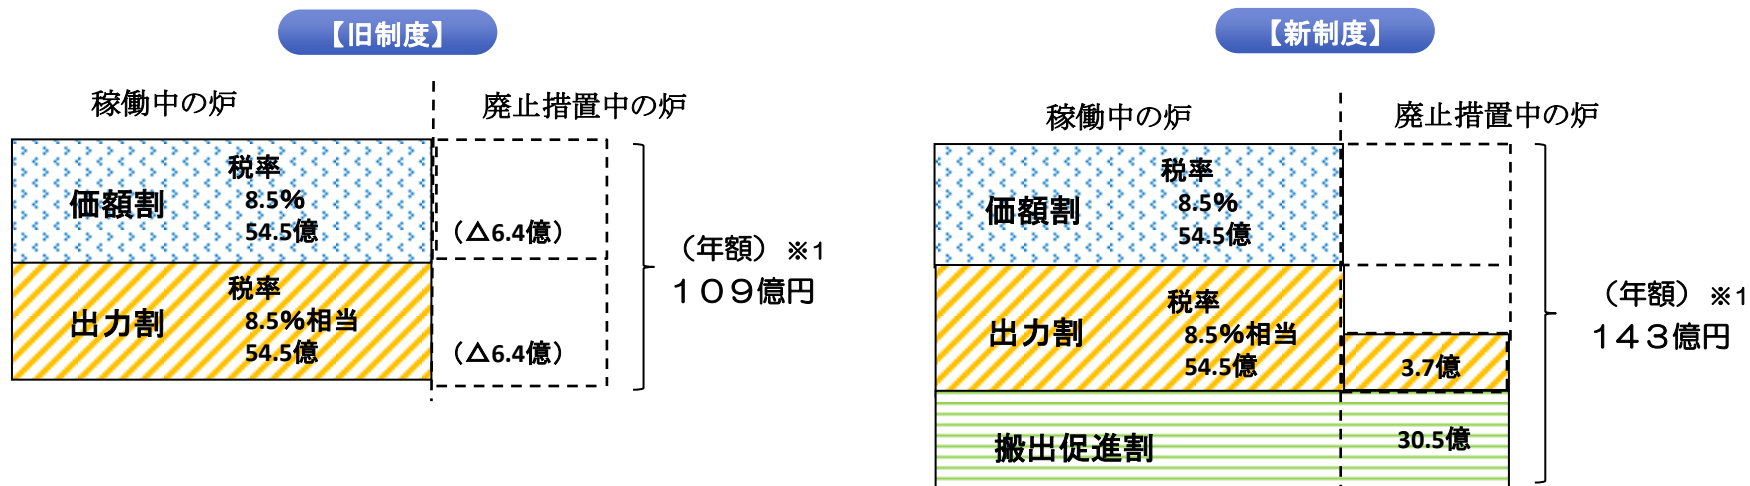 【旧制度】
稼働中の炉
廃止措置中の炉
価額割
税率
8.5%
54.5億
（△6.4億）
出力割
税率
8.5%相当
54.5億
（△6.4億）
（年額）※1
１０９億円
【新制度】
稼働中の炉
廃止措置中の炉
価額割
税率
8.5%
54.5億
出力割
税率
8.5%相当
54.5億
3.7億
搬出促進割
30.5億
（年額）※1
１４３億円